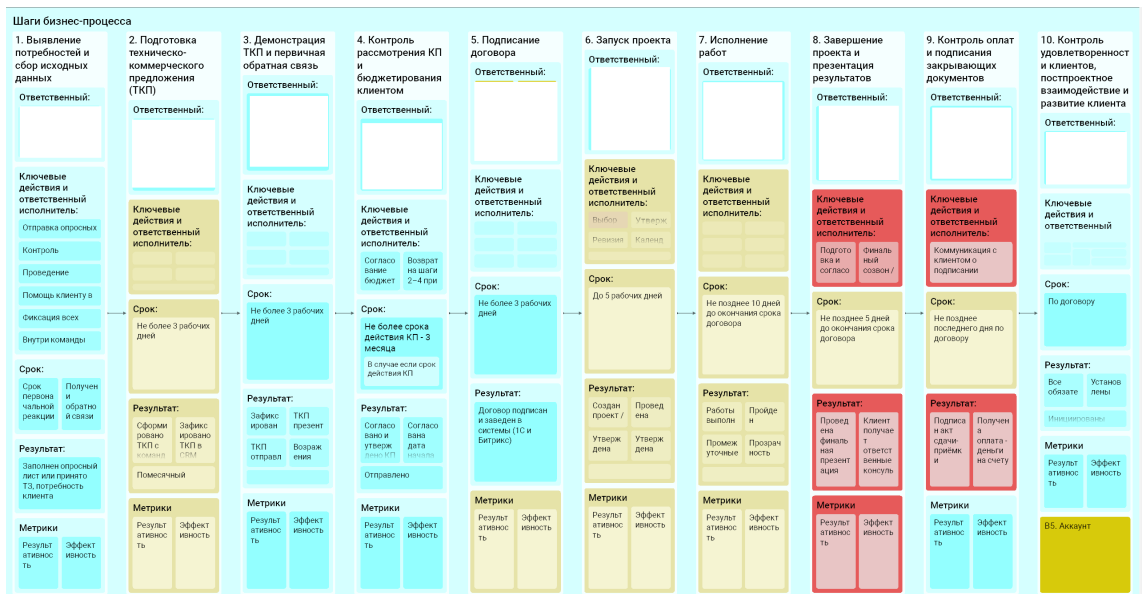 Шаги бизнес-процесса
1. Выявление
потребностей и
сбор исходных
данных
Ответственный:
Ключевые
действия и
ответственный
исполнитель:
Отправка опросных
Контроль
Проведение
Помощь клиенту в
Фиксация всех
Внутри команды
Срок:
Срок
первона
чальной
реакции
Получен
и
обратно
й связи
Результат:
Заполнен опросный
лист или принято
ТЗ, потребность
клиента
Метрики
Результ
ативнос
ть
Эффект
ивность
2. Подготовка
техническо-
коммерческого
предложения
(ТКП)
Ответственный:
Ключевые
действия и
ответственный
исполнитель:
Срок:
Не более 3 рабочих
дней
Результат:
Сформи
ровано
ТКП с
команд
Зафикс
ировано
ТКП в
CRM
Помесячный
Метрики
Результ
ативнос
ть
Эффект
ивность
3. Демонстрация
ТКП и первичная
обратная связь
Ответственный:
Ключевые
действия и
ответственный
исполнитель:
Срок:
Не более 3 рабочих
дней
Результат:
Зафикс
ирован
ТКП
презент
ТКП
отправл
Возраж
ения
Метрики
Результ
ативнос
ть
Эффект
ивность
4. Контроль
рассмотрения КП
и
бюджетирования
клиентом
Ответственный:
Ключевые
действия и
ответственный
исполнитель:
Согласо
вание
бюджет
Возврат
на шаги
2–4 при
Срок:
Не более срока
действия КП - 3
месяца
В случае если срок
действия КП
Результат:
Согласо
вано и
утверж
дено КП
Согласо
вана
дата
начала
Отправлено
Метрики
Результ
ативнос
ть
Эффект
ивность
5. Подписание
договора
Ответственный:
Ключевые
действия и
ответственный
исполнитель:
Срок:
Не более 3 рабочих
дней
Результат:
Договор подписан
и заведен в
системы (1С и
Битрикс)
Метрики
Результ
ативнос
ть
Эффект
ивность
6. Запуск проекта
Ответственный:
Ключевые
действия и
ответственный
исполнитель:
Выбор
Утверж
Ревизия
Календ
Срок:
До 5 рабочих дней
Результат:
Создан
проект /
Провед
ена
Утверж
дена
Утверж
дена
Метрики
Результ
ативнос
ть
Эффект
ивность
7. Исполнение
работ
Ответственный:
Ключевые
действия и
ответственный
исполнитель:
Срок:
Не позднее 10 дней
до окончания срока
договора
Результат:
Работы
выполн
Пройде
н
Промеж
уточные
Прозрач
ность
Метрики
Результ
ативнос
ть
Эффект
ивность
8. Завершение
проекта и
презентация
результатов
Ответственный:
Ключевые
действия и
ответственный
исполнитель:
Подгото
вка и
согласо
Финаль
ный
созвон /
Срок:
Не позднее 5 дней
до окончания срока
договора
Результат:
Провед
ена
финаль
ная
презент
ация
Клиент
получае
т
ответст
венные
консуль
Метрики
Результ
ативнос
ть
Эффект
ивность
9. Контроль оплат
и подписания
закрывающих
документов
Ответственный:
Ключевые
действия и
ответственный
исполнитель:
Коммуникация с
клиентом о
подписании
Срок:
Не позднее
последнего дня по
договору
Результат:
Подписа
н акт
сдачи-
приёмк
и
Получен
а
оплата -
деньги
на счету
Метрики
Результ
ативнос
ть
Эффект
ивность
10. Контроль
удовлетворенност
и клиентов,
постпроектное
взаимодействие и
развитие клиента
Ответственный:
Ключевые
действия и
ответственный
Срок:
По договору
Результат:
Все
обязате
Установ
лены
Инициированы
Метрики
Результ
ативнос
ть
Эффект
ивность
В5. Аккаунт